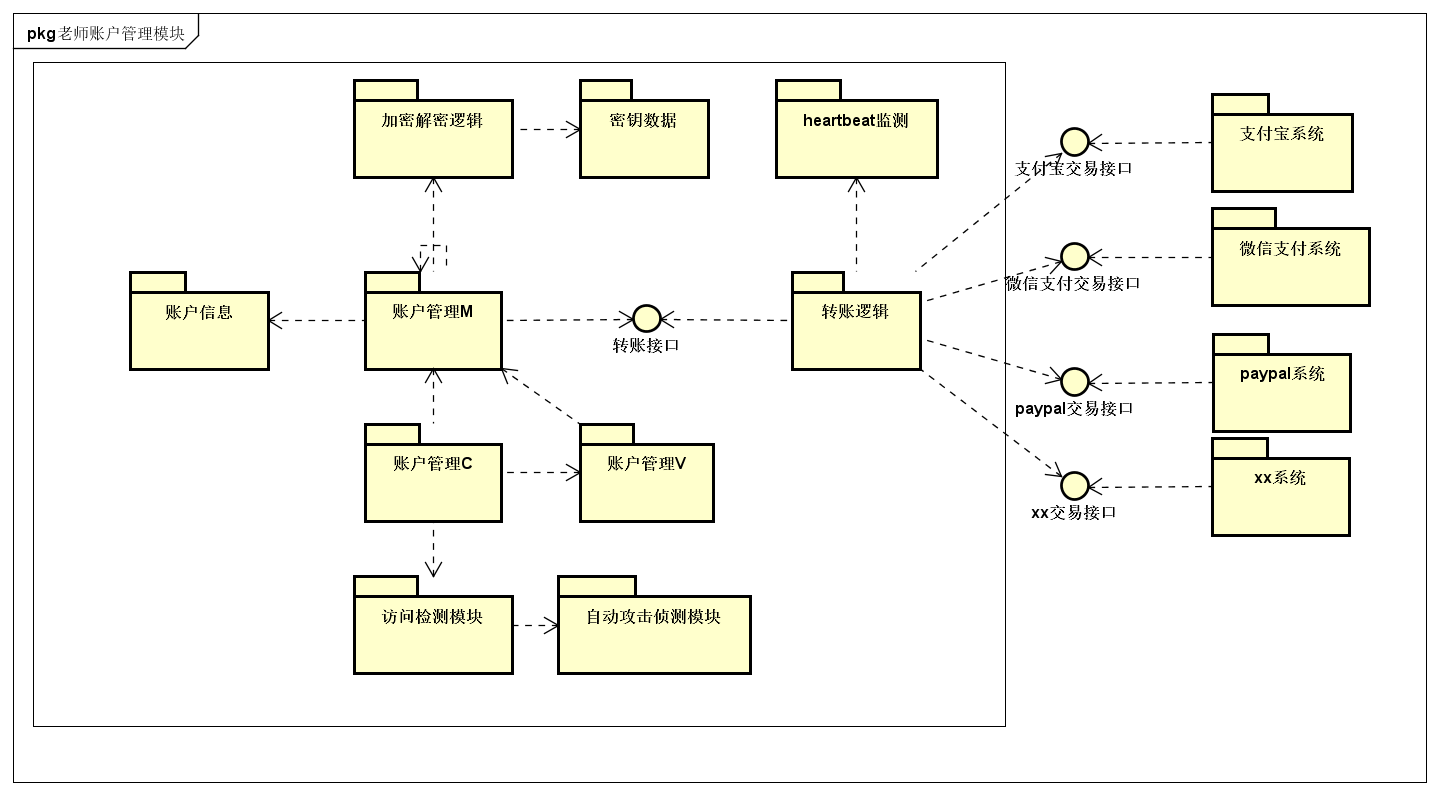 pkg 老师账户管理模块
加密解密逻辑
密钥数据
heartbeat监测
支付宝系统
支付宝交易接口
微信支付系统
微信支付交易接口
账户信息
账户管理M
转账接口
转账逻辑
paypal系统
paypal交易接口
账户管理C
账户管理V
xx系统
xx交易接口
访问检测模块
自动攻击侦测模块